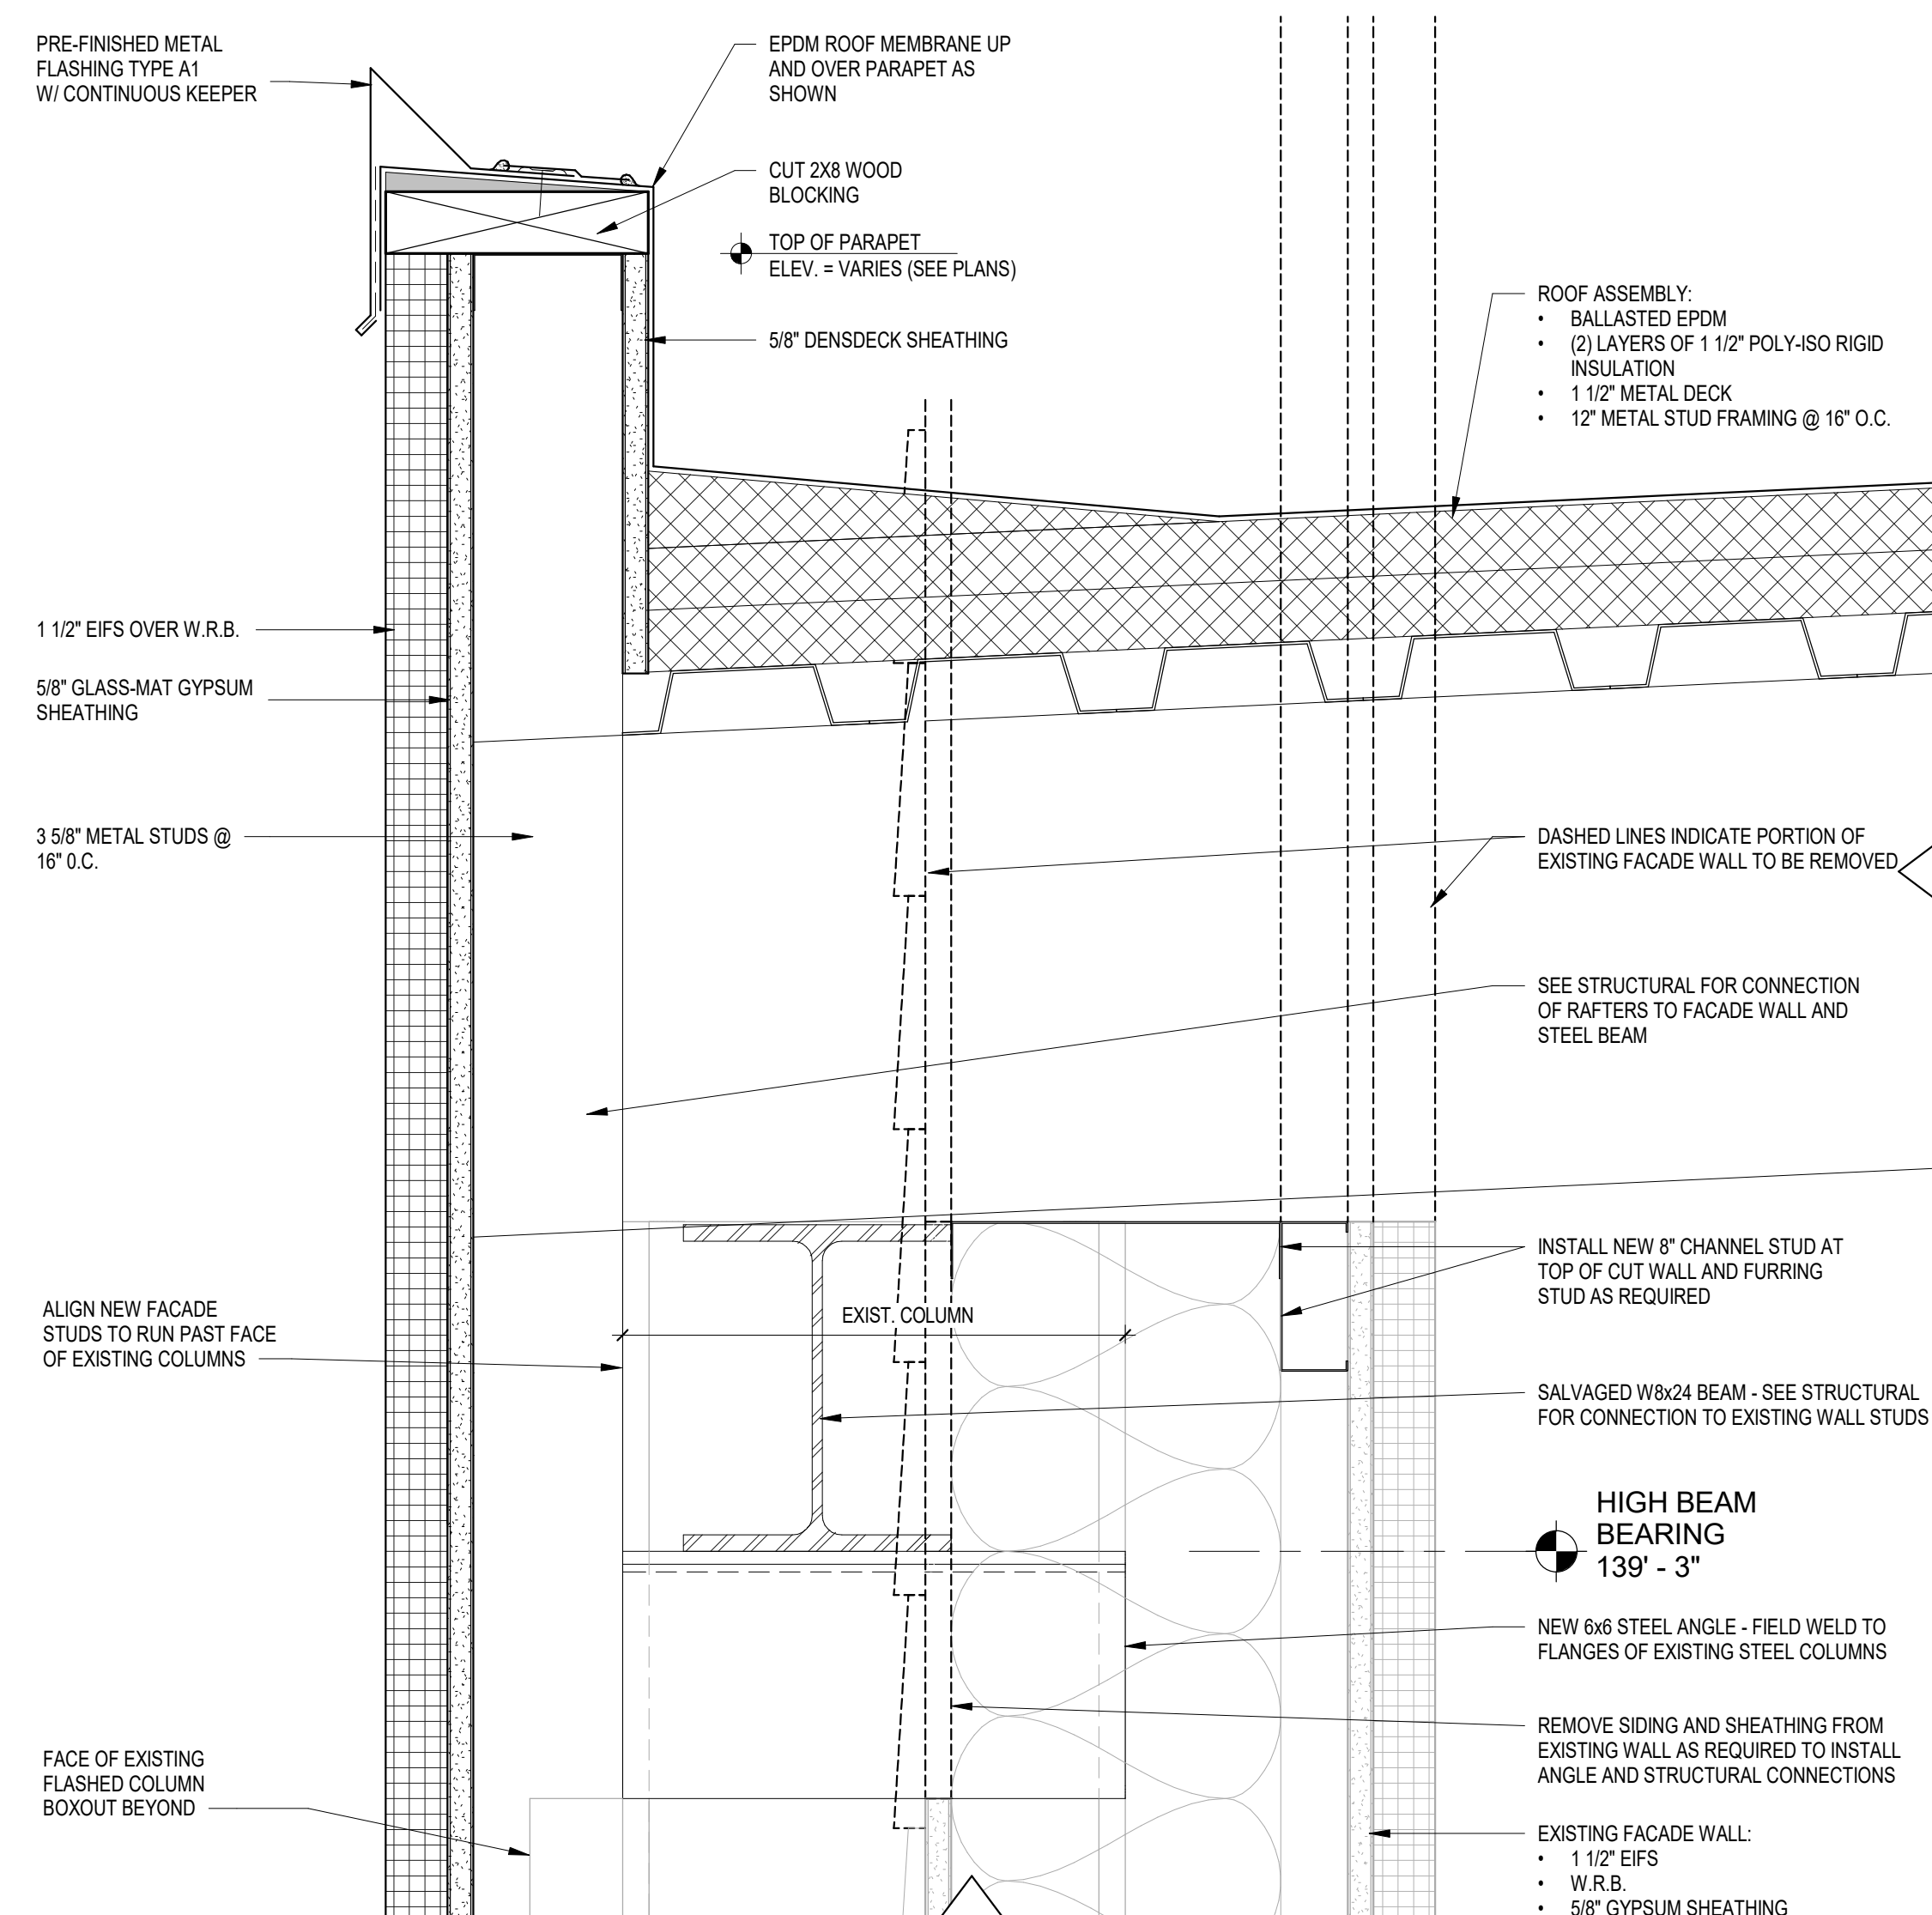 PRE-FINISHED METAL
FLASHING TYPE A1
W/ CONTINUOUS KEEPER
EPDM ROOF MEMBRANE UP
AND OVER PARAPET AS
SHOWN
CUT 2X8 WOOD
BLOCKING
TOP OF PARAPET
ELEV. = VARIES (SEE PLANS)
5/8" DENSDECK SHEATHING
ROOF ASSEMBLY:
• BALLASTED EPDM
• (2) LAYERS OF 1 1/2" POLY-ISO RIGID
INSULATION
• 1 1/2" METAL DECK
• 12" METAL STUD FRAMING @ 16" O.C.
1 1/2" EIFS OVER W.R.B.
5/8" GLASS-MAT GYPSUM
SHEATHING
3 5/8" METAL STUDS @
16" 0.C.
DASHED LINES INDICATE PORTION OF
EXISTING FACADE WALL TO BE REMOVED
SEE STRUCTURAL FOR CONNECTION
OF RAFTERS TO FACADE WALL AND
STEEL BEAM
INSTALL NEW 8" CHANNEL STUD AT
TOP OF CUT WALL AND FURRING
STUD AS REQUIRED
EXIST. COLUMN
ALIGN NEW FACADE
STUDS TO RUN PAST FACE
OF EXISTING COLUMNS
SALVAGED W8x24 BEAM - SEE STRUCTURAL
FOR CONNECTION TO EXISTING WALL STUDS
HIGH BEAM
BEARING
139' - 3"
NEW 6x6 STEEL ANGLE - FIELD WELD TO
FLANGES OF EXISTING STEEL COLUMNS
REMOVE SIDING AND SHEATHING FROM
EXISTING WALL AS REQUIRED TO INSTALL
ANGLE AND STRUCTURAL CONNECTIONS
FACE OF EXISTING
FLASHED COLUMN
BOXOUT BEYOND
EXISTING FACADE WALL:
• 1 1/2" EIFS
• W.R.B.
• 5/8" GYPSUM SHEATHING